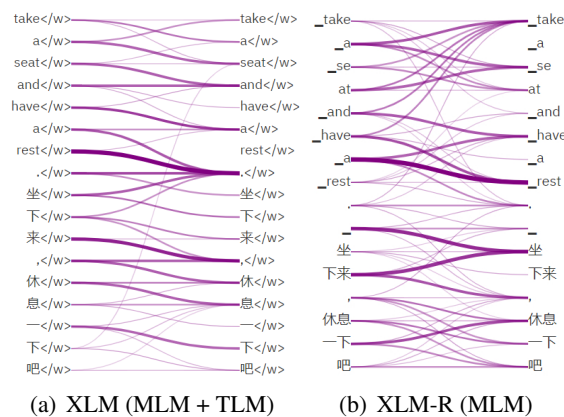 take</w> take</w> _take _take
a</w> a</w> _a _a
seat</w> seat</w> _se _se
and</w> and</w> at at
have</w> have</w> _and _and
a</w> a</w> _have _have
rest</w> rest</w> _a _a
,</w> ,</w> _rest _rest
坐</w> 坐</w> , ,
下</w> 下</w> _ _
来</w> 来</w> 坐 坐
,</w> ,</w> 下来 下来
休</w> 休</w> , ,
息</w> 息</w> 休息 休息
一</w> 一</w> 一下 一下
下</w> 下</w> 吧 吧
吧</w> 吧</w>
(a) XLM (MLM + TLM) (b) XLM-R (MLM)